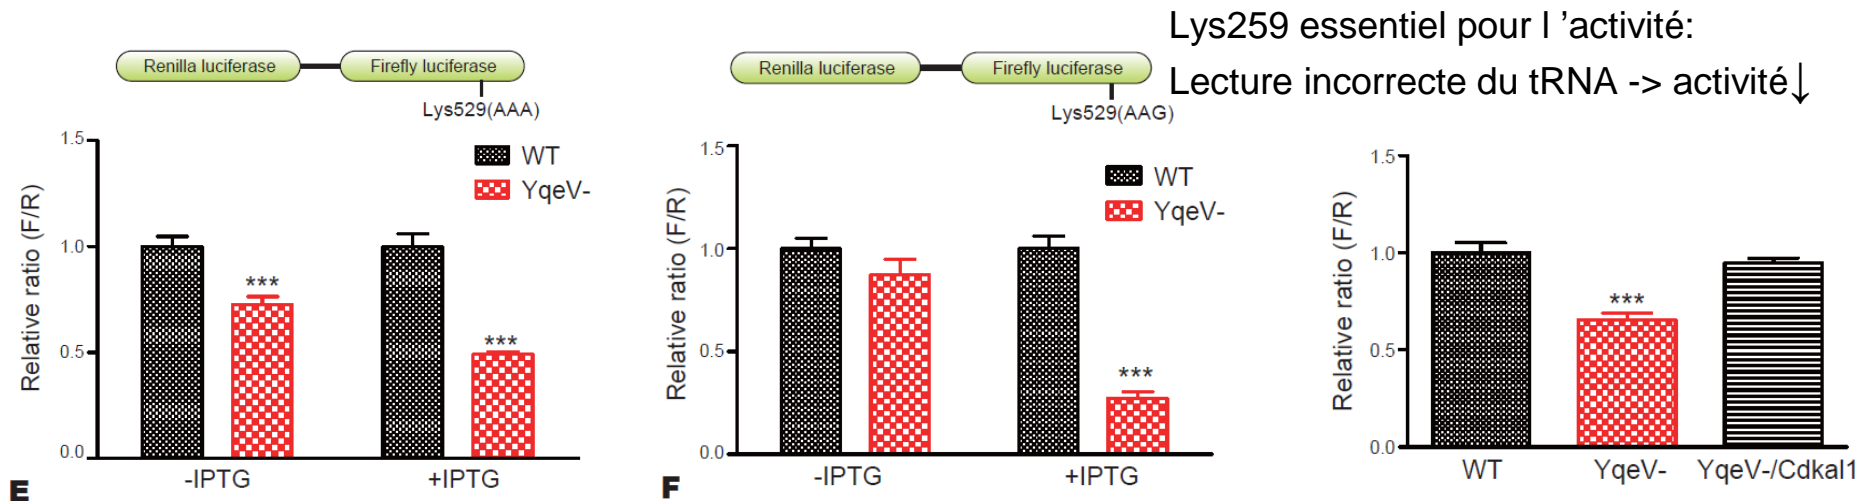 Lys259 essentiel pour l ’activité:
Lecture incorrecte du tRNA -> activité↓
Renilla luciferase
Firefly luciferase
Lys529(AAA)
1.5
1.0
0.5
0.0
Relative ratio (F/R)
WT
YqeV-
***
***
-IPTG
+IPTG
E
Renilla luciferase
Firefly luciferase
Lys529(AAG)
1.5
1.0
0.5
0.0
Relative ratio (F/R)
WT
YqeV-
***
-IPTG
+IPTG
F
1.5
1.0
0.5
0.0
Relative ratio (F/R)
***
WT
YqeV-
YqeV-/Cdkal1